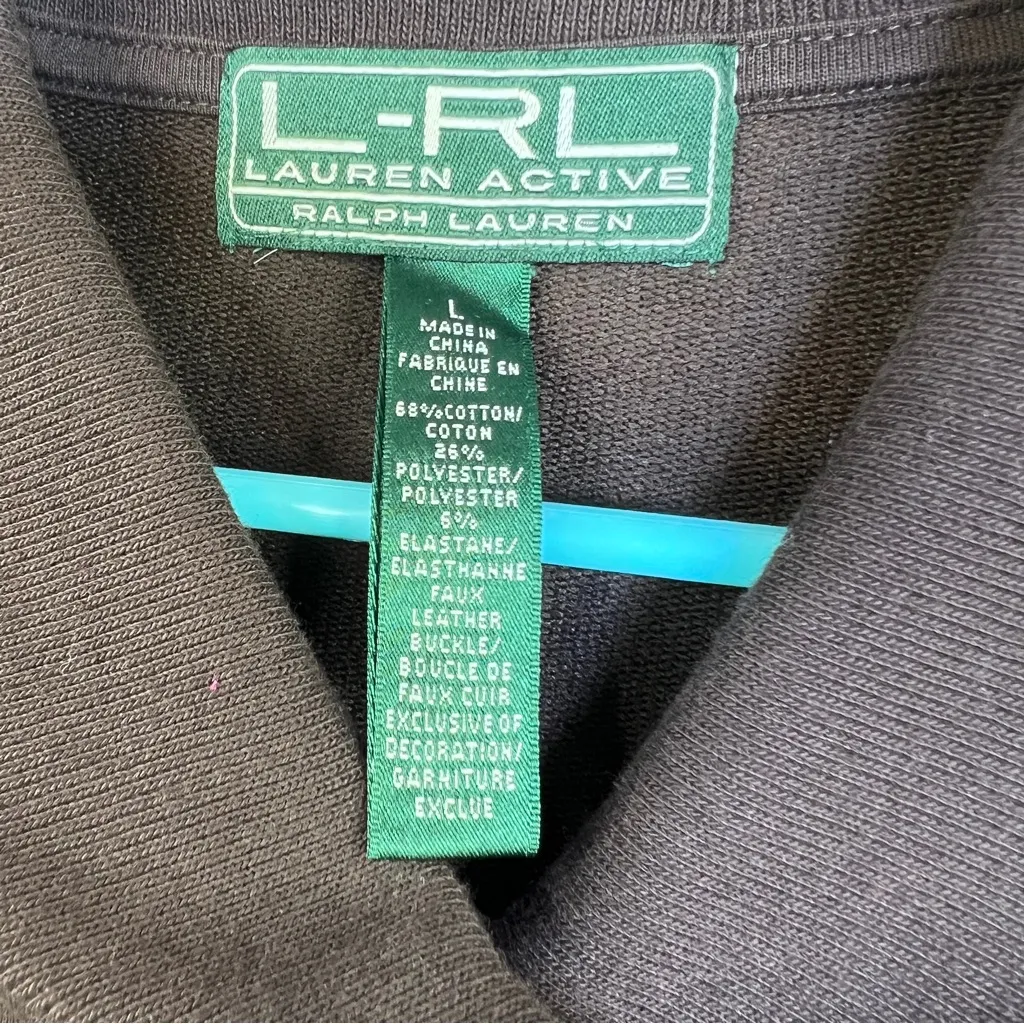 L-RL
LAUREN ACTIVE
RALPH LAUREN
L
MADE IN
CHINA
FABRIQUE EN
CHINE
68% COTTON/
COTON
26%
POLYESTER/
POLYESTER
6%
ELASTANE/
ELASTHANNE
FAUX
LEATHER
BUCKLE/
BOUCLE DE
FAUX CUIR
EXCLUSIVE OF
DECORATION/
GARNITURE
EXCLUE